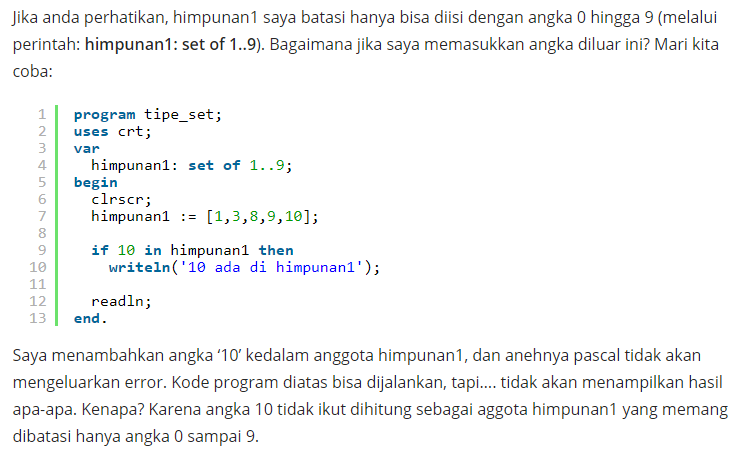 Jika anda perhatikan, himpunan1 saya batasi hanya bisa diisi dengan angka 0 hingga 9 (melalui
perintah: himpunan1: set of 1..9). Bagaimana jika saya memasukkan angka diluar ini? Mari kita
coba:
1 program tipe_set;
2 uses crt;
3 var
4 himpunan1: set of 1..9;
5 begin
6 clrscr;
7 himpunan1 := [1,3,8,9,10];
8
9 if 10 in himpunan1 then
10 writeln('10 ada di himpunan1');
11
12 readln;
13 end.
Saya menambahkan angka ‘10’ kedalam anggota himpunan1, dan anehnya pascal tidak akan
mengeluarkan error. Kode program diatas bisa dijalankan, tapi.... tidak akan menampilkan hasil
apa-apa. Kenapa? Karena angka 10 tidak ikut dihitung sebagai aggota himpunan1 yang memang
dibatasi hanya angka 0 sampai 9.